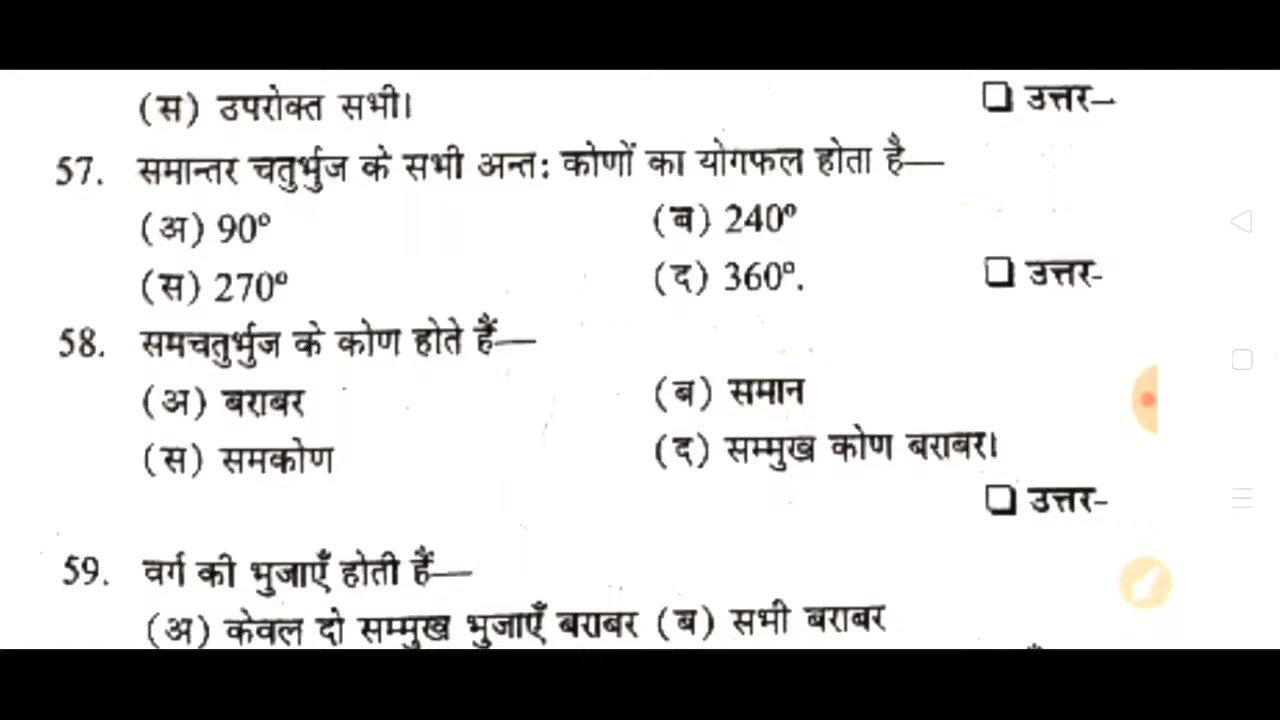 (स) उपरोक्त सभी। ❑ उत्तर–
57. समान्तर चतुर्भुज के सभी अन्त: कोणों का योगफल होता है—
(अ) 90° (ब) 240°
(स) 270° (द) 360°. ❑ उत्तर-
58. समचतुर्भुज के कोण होते हैं—
(अ) बराबर (ब) समान
(स) समकोण (द) सम्मुख कोण बराबर।
❑ उत्तर-
59. वर्ग की भुजाएँ होती हैं—
(अ) केवल दो सम्मुख भुजाएँ बराबर (ब) सभी बराबर